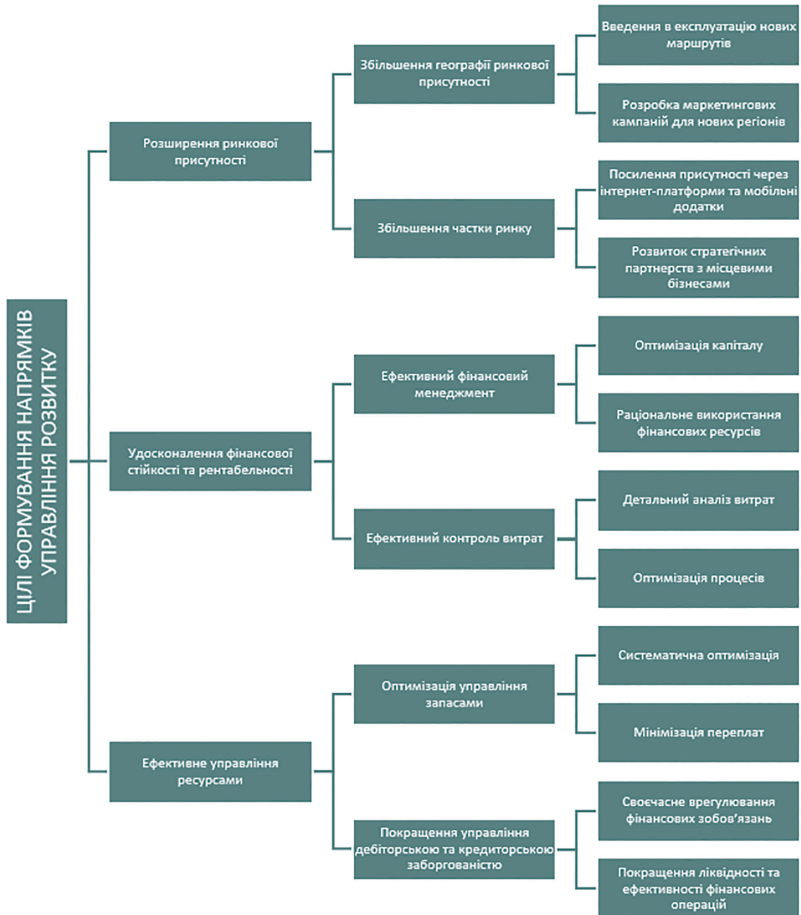 ЦІЛІ ФОРМУВАННЯ НАПРЯМКІВ
УПРАВЛІННЯ РОЗВИТКУ
Розширення ринкової
присутності
Збільшення географії ринкової
присутності
Введення в експлуатацію нових
маршрутів
Розробка маркетингових
кампаній для нових регіонів
Збільшення частки ринку
Посилення присутності через
інтернет-платформи та мобільні
додатки
Розвиток стратегічних
партнерств з місцевими
бізнесами
Удосконалення фінансової
стійкості та рентабельності
Ефективний фінансовий
менеджмент
Оптимізація капіталу
Раціональне використання
фінансових ресурсів
Ефективний контроль витрат
Детальний аналіз витрат
Оптимізація процесів
Ефективне управління
ресурсами
Оптимізація управління
запасами
Систематична оптимізація
Мінімізація переплат
Покращення управління
дебіторською та кредиторською
заборгованістю
Своєчасне врегулювання
фінансових зобов’язань
Покращення ліквідності та
ефективності фінансових
операцій